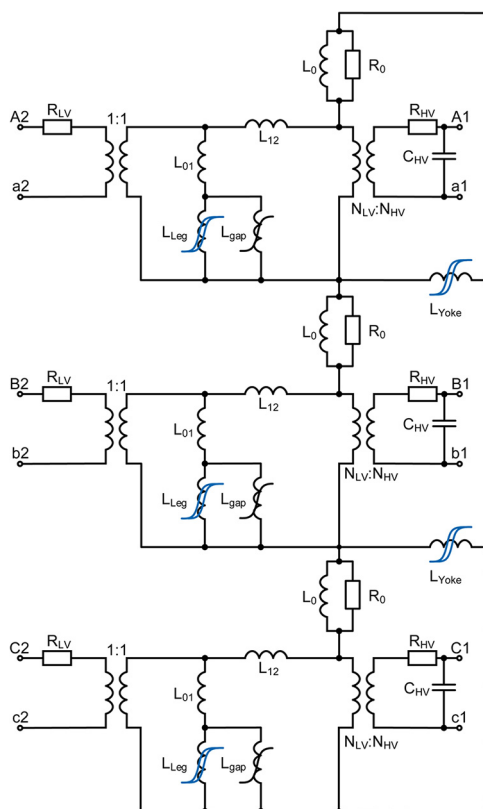 L0 R0
A2 RLV 1:1 RHV A1
L12
L01 CHV
a2 a1
NLV:NHV
LLeg Lgap
LYoke
L0 R0
B2 RLV 1:1 RHV B1
L12
L01 CHV
b2 b1
LLeg Lgap NLV:NHV
LYoke
L0 R0
C2 RLV 1:1 RHV C1
L12
L01 CHV
c2 c1
NLV:NHV
LLeg Lgap